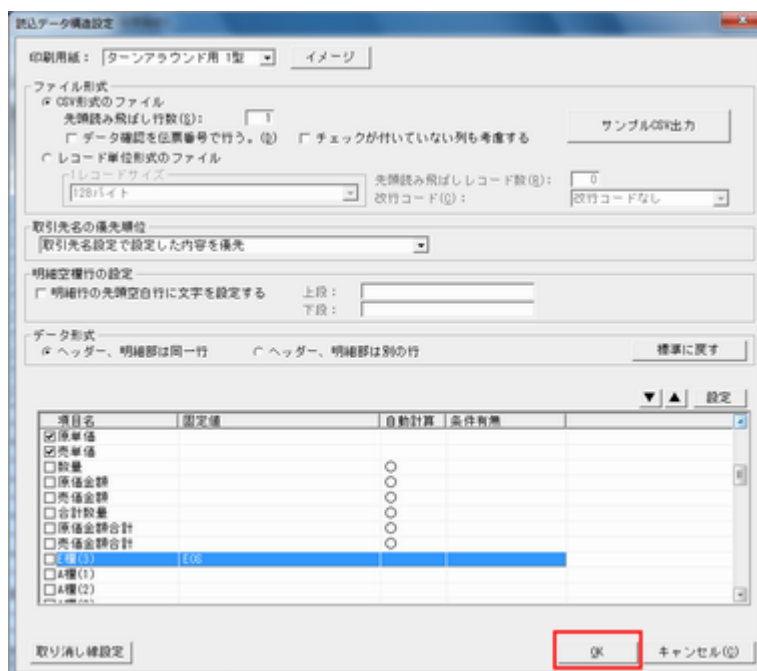 読込データ構造設定
印刷用紙： ターンアラウンド用 1型 イメージ
ファイル形式
CSV形式のファイル
先頭読み飛ばし行数(S)： 1
サンプルCSV出力
データ確認を伝票番号で行う。(D) チェックが付いていない列も考慮する
レコード単位形式のファイル
1レコードサイズ
128バイト
先頭読み飛ばしレコード数(R)： 0
改行コード(Q)： 改行コードなし
取引先名の優先順位
取引先名設定で設定した内容を優先
明細空欄行の設定
明細行の先頭空白行に文字を設定する 上段：
下段：
データ形式
ヘッダー、明細部は同一行 ヘッダー、明細部は別の行 標準に戻す
▼ ▲ 設定
項目名 固定値 自動計算 条件有無
原単価
売単価
数量 ○
原価金額 ○
売価金額 ○
合計数量 ○
原価金額合計 ○
売価金額合計 ○
E欄(3) EOS
A欄(1)
A欄(2)
取り消し線設定 OK キャンセル(C)